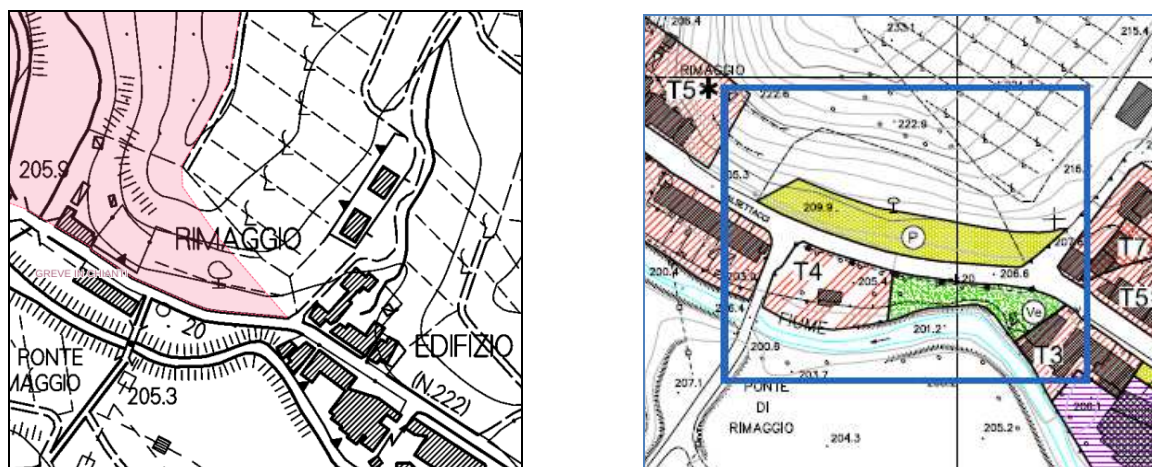 205.9
RIMAGGIO
GREVE IN CHIANTI
20
PONTE
MAGGIO
205.3
EDIFIZIO
(N.222)
206.4
233.1
215.4
RIMAGGIO
T5*
222.6
222.9
209.9
P
T4
205.4
20
206.6
T7
T5
200.4
FIUME
201.2
Ve
200.6
T3
203.7
207.1
PONTE
DI
RIMAGGIO
204.3
205.2
206.1